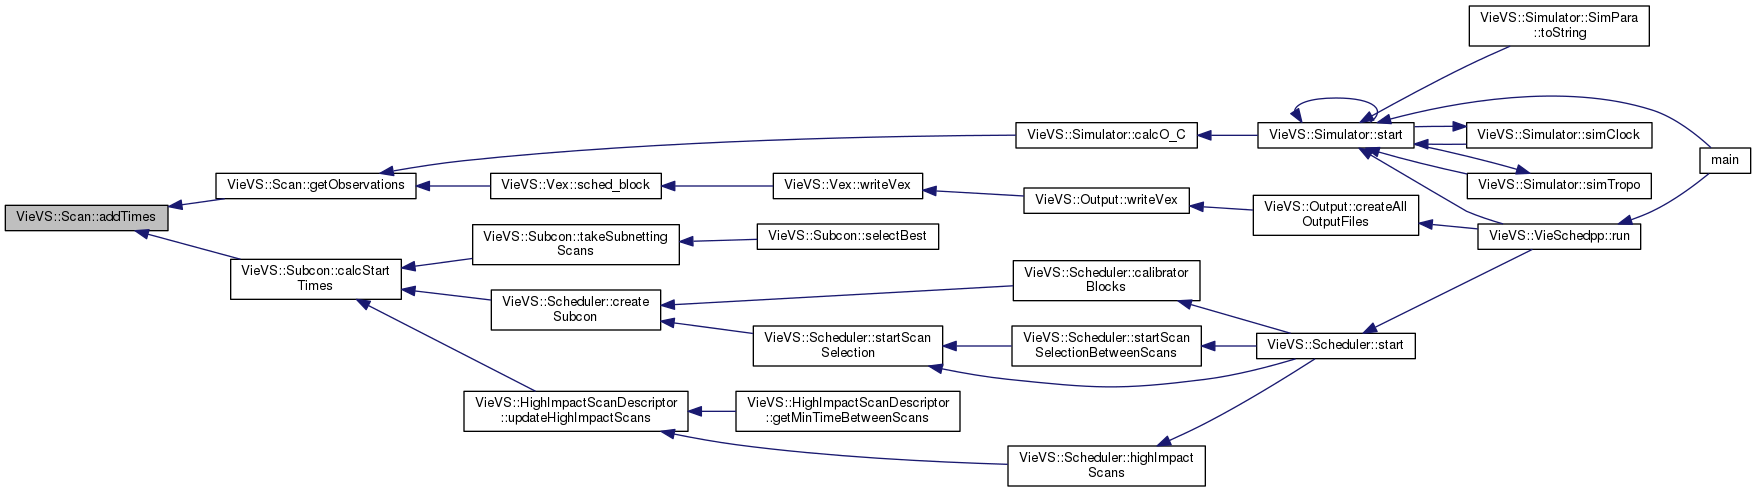 VieVS::Simulator::SimPara
::toString
VieVS::Simulator::calcO_C
VieVS::Simulator::start
VieVS::Simulator::simClock
main
VieVS::Scan::getObservations
VieVS::Vex::sched_block
VieVS::Vex::writeVex
VieVS::Simulator::simTropo
VieVS::Output::writeVex
VieVS::Output::createAll
OutputFiles
VieVS::Scan::addTimes
VieVS::Subcon::takeSubnetting
Scans
VieVS::Subcon::selectBest
VieVS::VieSchedpp::run
VieVS::Subcon::calcStart
Times
VieVS::Scheduler::calibrator
Blocks
VieVS::Scheduler::create
Subcon
VieVS::Scheduler::startScan
Selection
VieVS::Scheduler::startScan
SelectionBetweenScans
VieVS::Scheduler::start
VieVS::HighImpactScanDescriptor
::updateHighImpactScans
VieVS::HighImpactScanDescriptor
::getMinTimeBetweenScans
VieVS::Scheduler::highImpact
Scans